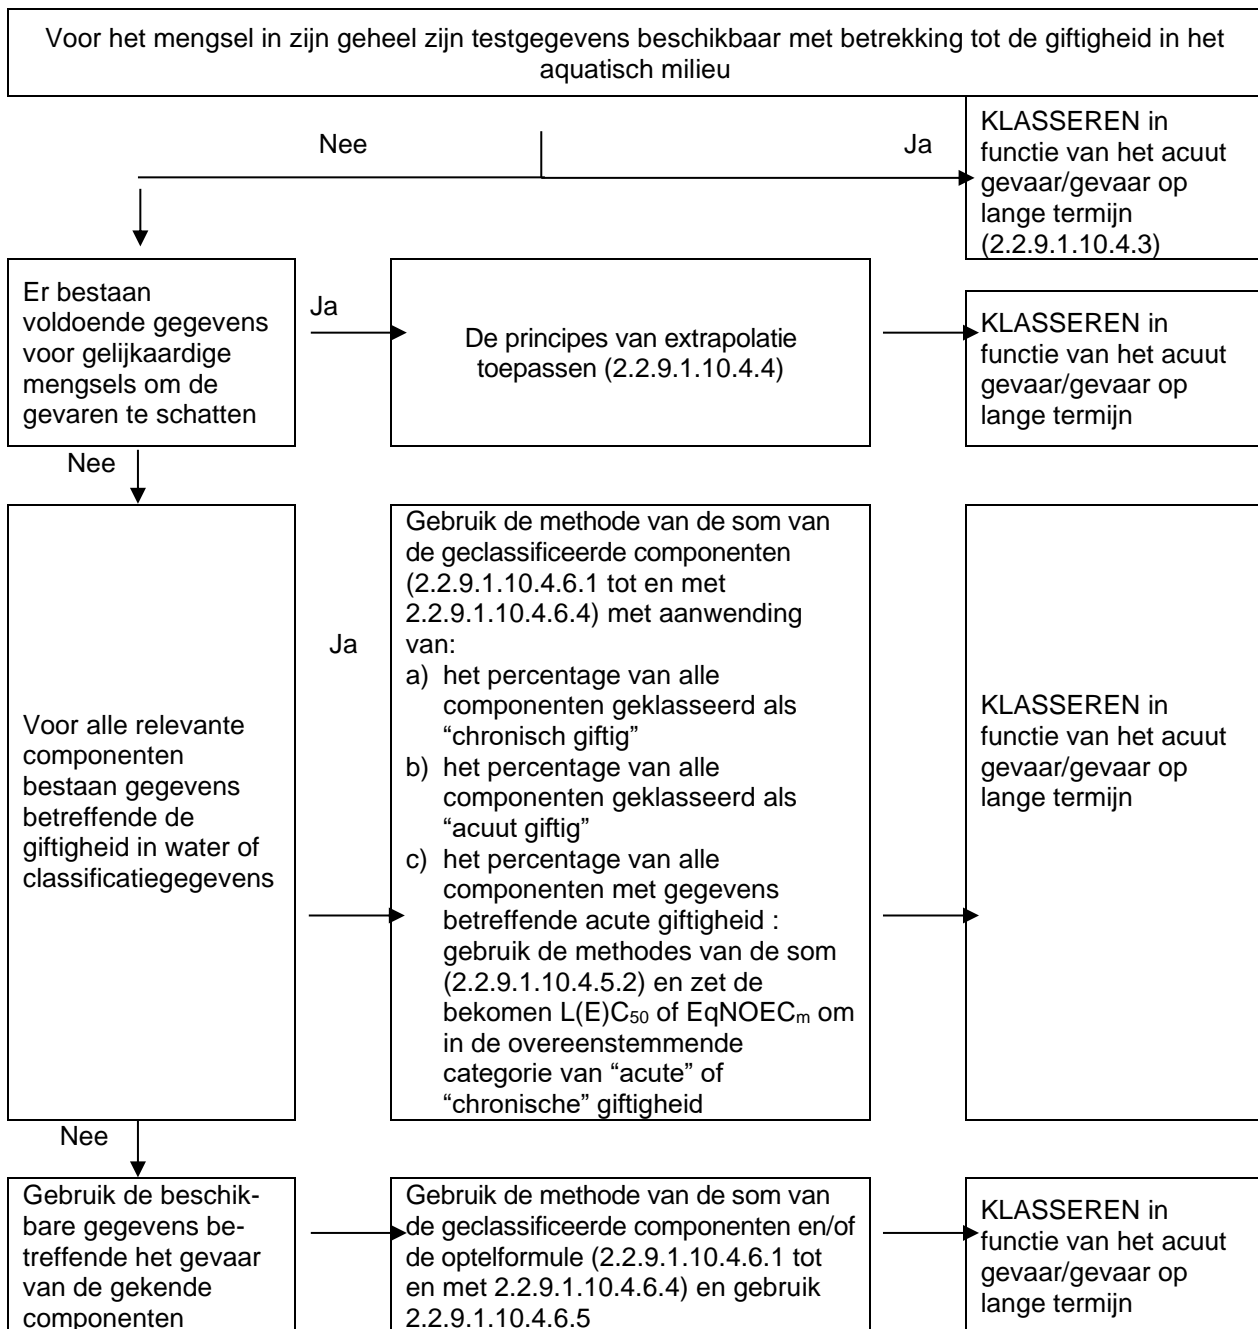 Voor het mengsel in zijn geheel zijn testgegevens beschikbaar met betrekking tot de giftigheid in het
aquatisch milieu
Nee
Ja
KLASSEREN in
functie van het acuut
gevaar/gevaar op
lange termijn
(2.2.9.1.10.4.3)
Er bestaan
voldoende gegevens
voor gelijkaardige
mengsels om de
gevaren te schatten
Ja
De principes van extrapolatie
toepassen (2.2.9.1.10.4.4)
KLASSEREN in
functie van het acuut
gevaar/gevaar op
lange termijn
Nee
Voor alle relevante
componenten
bestaan gegevens
betreffende de
giftigheid in water of
classificatiegegevens
Ja
Gebruik de methode van de som van
de geclassificeerde componenten
(2.2.9.1.10.4.6.1 tot en met
2.2.9.1.10.4.6.4) met aanwending
van:
a) het percentage van alle
componenten geklasseerd als
“chronisch giftig”
b) het percentage van alle
componenten geklasseerd als
“acuut giftig”
c) het percentage van alle
componenten met gegevens
betreffende acute giftigheid :
gebruik de methodes van de som
(2.2.9.1.10.4.5.2) en zet de
bekomen L(E)C₅₀ of EqNOECₘ om
in de overeenstemmende
categorie van “acute” of
“chronische” giftigheid
KLASSEREN in
functie van het acuut
gevaar/gevaar op
lange termijn
Nee
Gebruik de beschik-
bare gegevens be-
treffende het gevaar
van de gekende
componenten
Gebruik de methode van de som van
de geclassificeerde componenten en/of
de optelformule (2.2.9.1.10.4.6.1 tot
en met 2.2.9.1.10.4.6.4) en gebruik
2.2.9.1.10.4.6.5
KLASSEREN in
functie van het acuut
gevaar/gevaar op
lange termijn